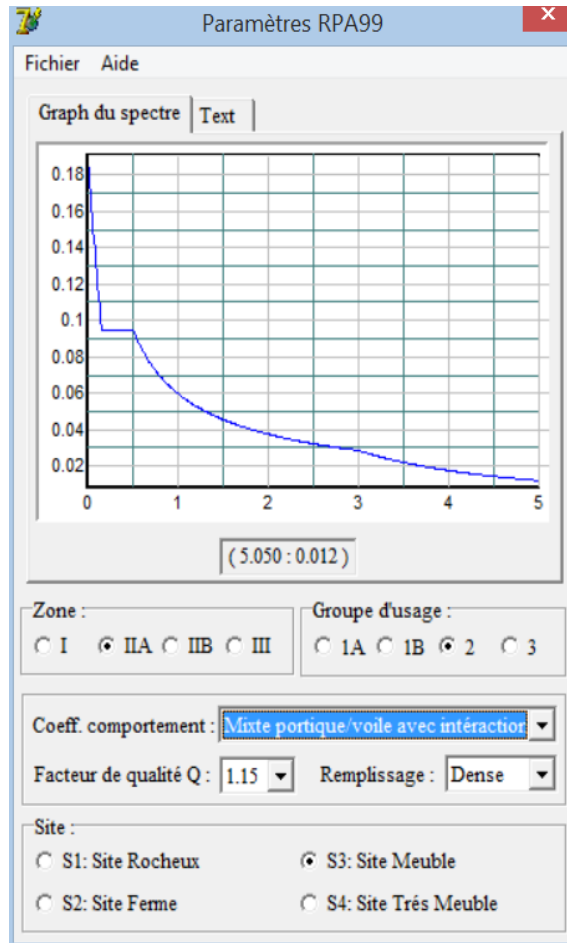 Paramètres RPA99
Fichier Aide
Graph du spectre Text
0.18
0.16
0.14
0.12
0.1
0.08
0.06
0.04
0.02
0 1 2 3 4 5
( 5.050 : 0.012 )
Zone : Groupe d'usage :
I IIA IIB III 1A 1B 2 3
Coeff. comportement : Mixte portique/voile avec intéraction
Facteur de qualité Q : 1.15 Remplissage : Dense
Site :
S1: Site Rocheux S3: Site Meuble
S2: Site Ferme S4: Site Trés Meuble